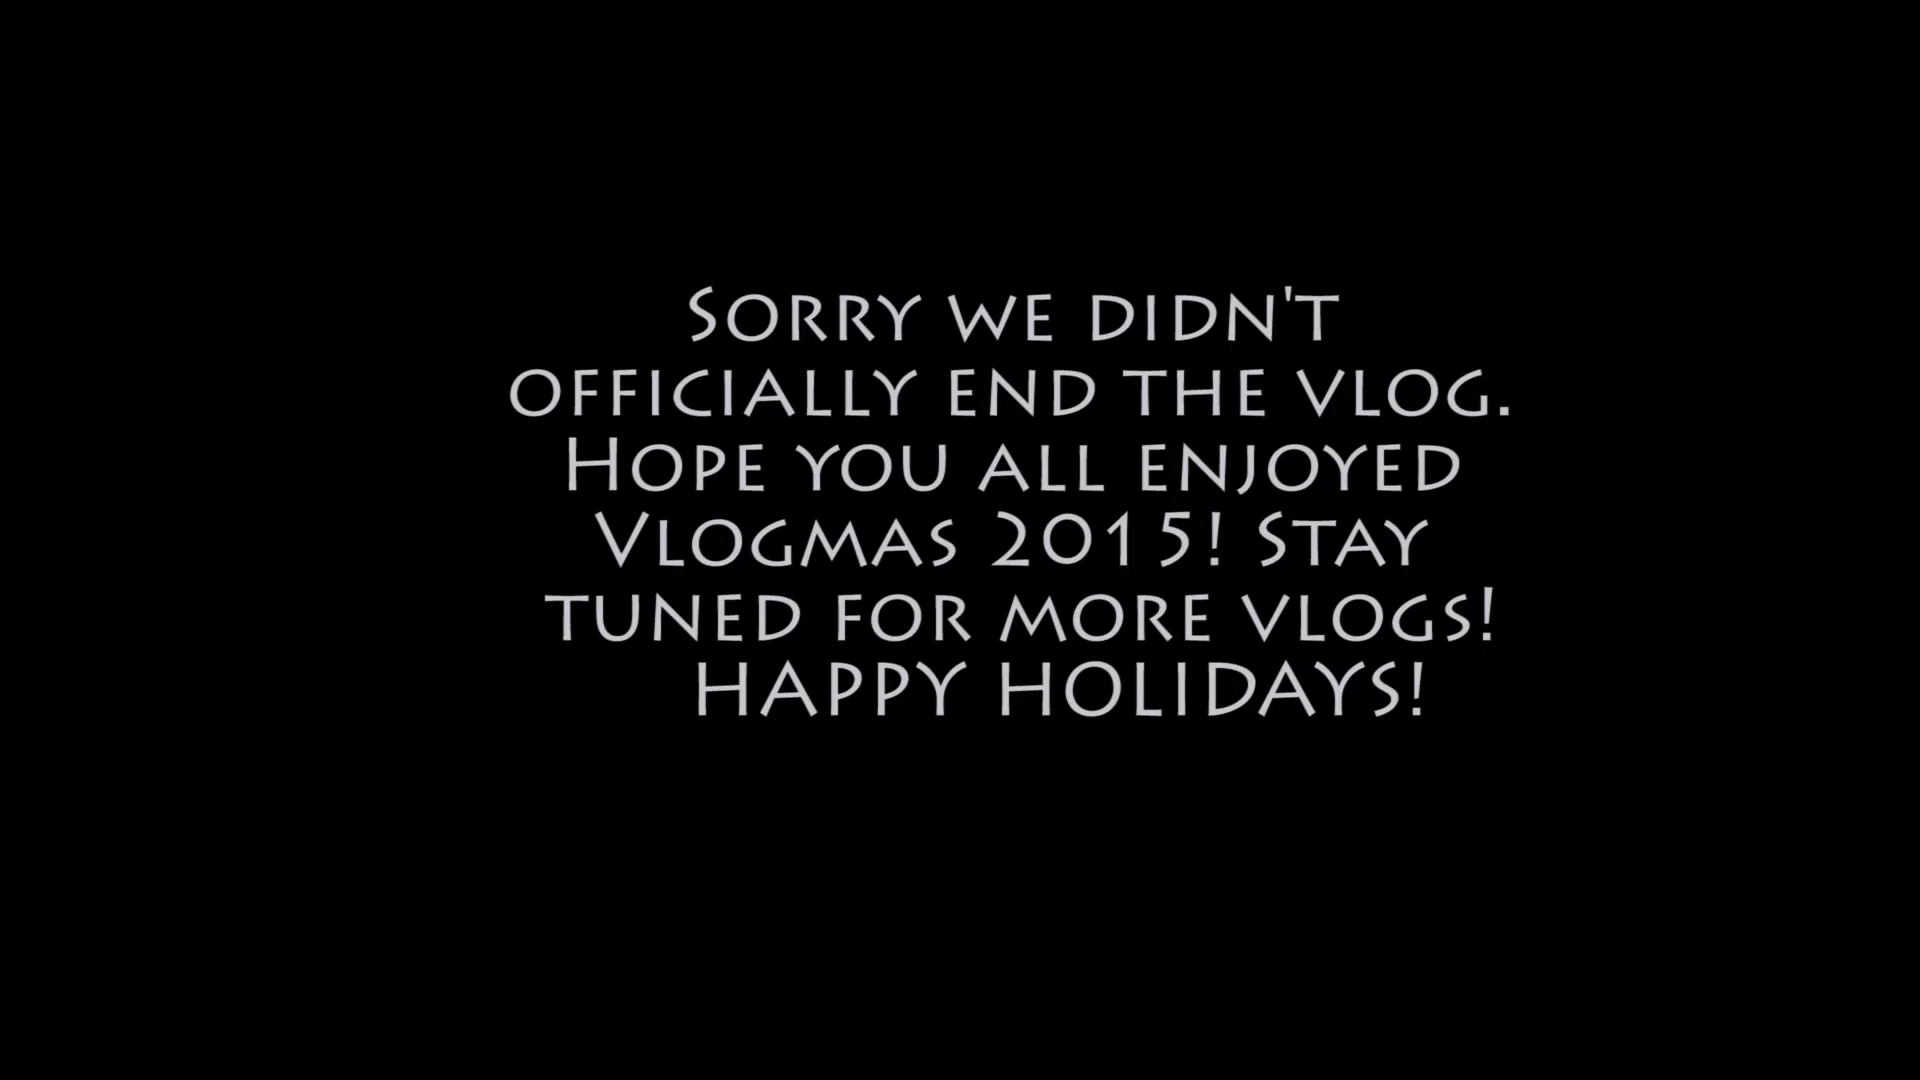 Sorry we didn't
officially end the vlog.
Hope you all enjoyed
Vlogmas 2015! Stay
tuned for more vlogs!
HAPPY HOLIDAYS!